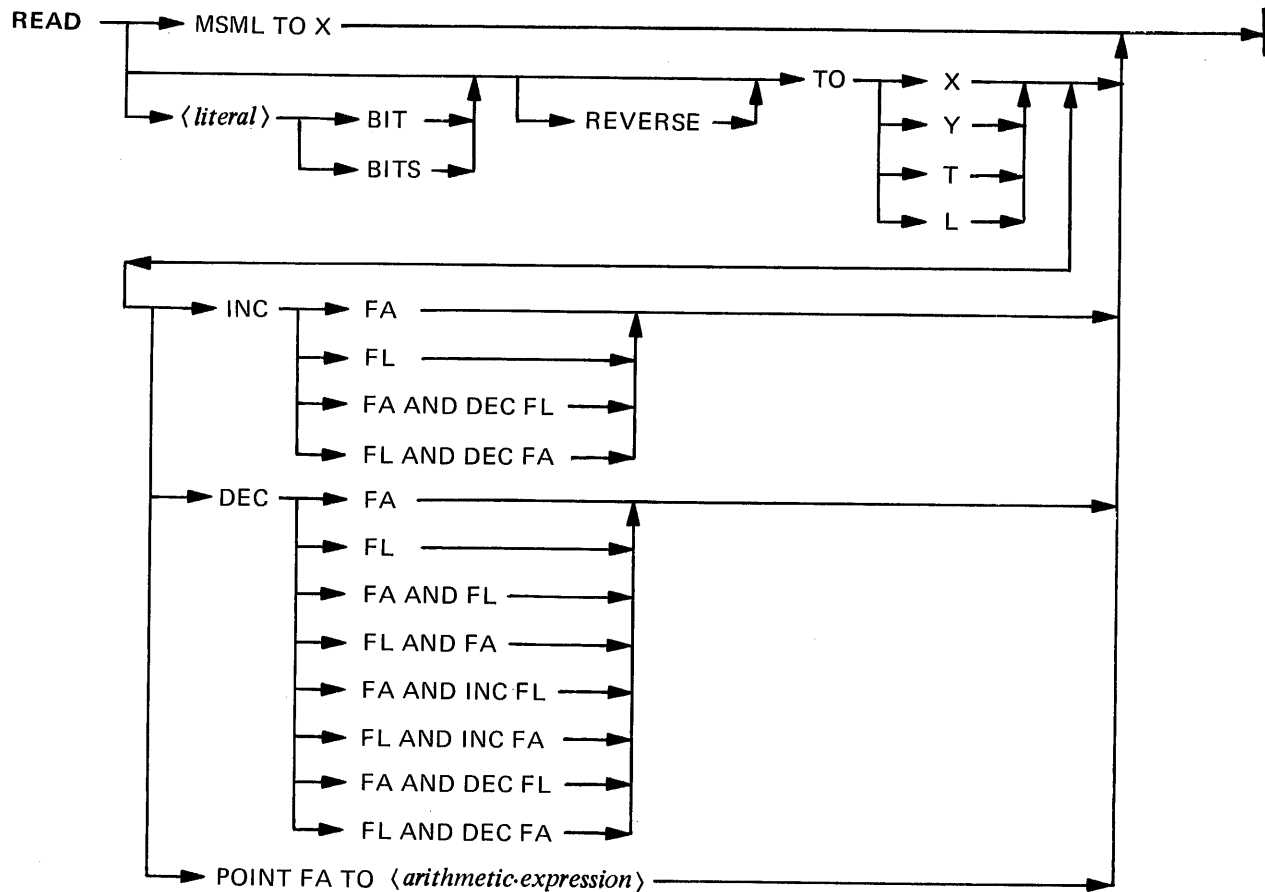 READ MSML TO X
TO X
⟨literal⟩ BIT REVERSE Y
BITS T
L
INC FA
FL
FA AND DEC FL
FL AND DEC FA
DEC FA
FL
FA AND FL
FL AND FA
FA AND INC FL
FL AND INC FA
FA AND DEC FL
FL AND DEC FA
POINT FA TO ⟨arithmetic·expression⟩